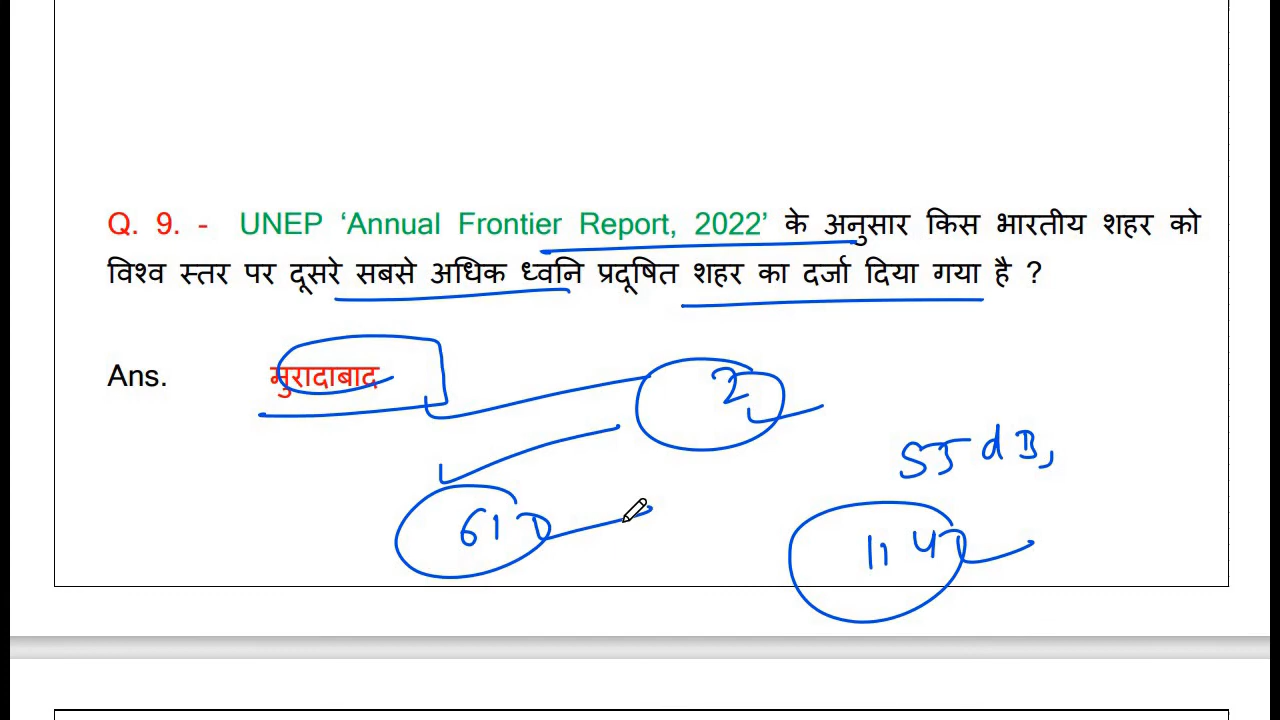 Q. 9. - UNEP ‘Annual Frontier Report, 2022’ के अनुसार किस भारतीय शहर को
विश्व स्तर पर दूसरे सबसे अधिक ध्वनि प्रदूषित शहर का दर्जा दिया गया है ?
Ans. मुरादाबाद
2
55 dB,
61
114